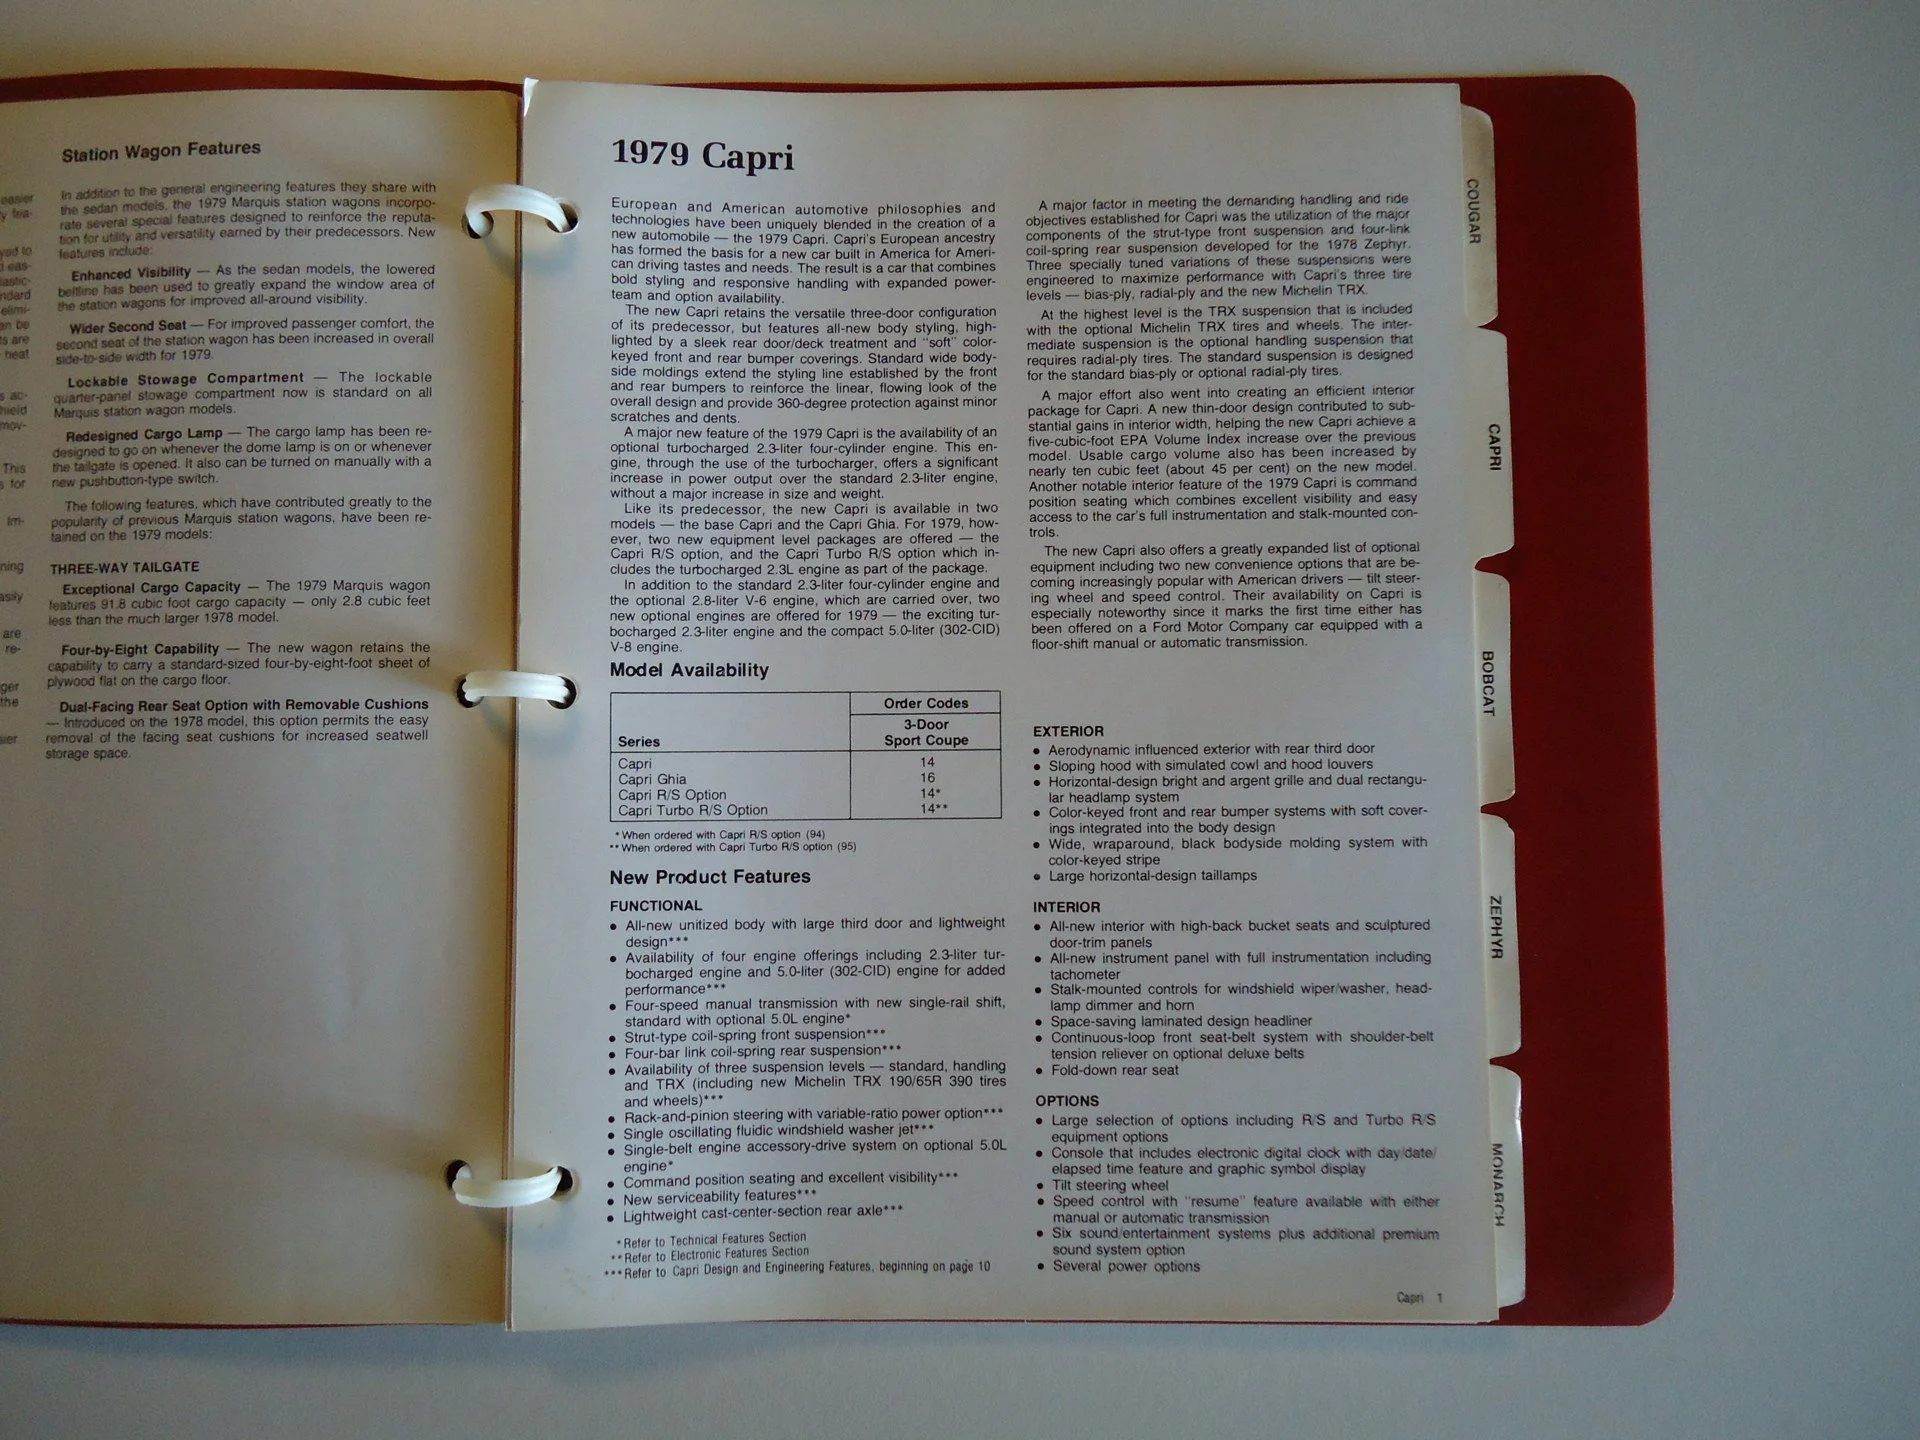 easier
y fea-
yed to
d eas-
lastic-
ndard
elimi-
an be
ts are
heat
s ac-
hield
mov-
This
s for
Im-
ning
asily
are
re-
ger
the
sier
Station Wagon Features
In addition to the general engineering features they share with
the sedan models, the 1979 Marquis station wagons incorpo-
rate several special features designed to reinforce the reputa-
tion for utility and versatility earned by their predecessors. New
features include:
Enhanced Visibility — As the sedan models, the lowered
beltline has been used to greatly expand the window area of
the station wagons for improved all-around visibility.
Wider Second Seat — For improved passenger comfort, the
second seat of the station wagon has been increased in overall
side-to-side width for 1979.
Lockable Stowage Compartment — The lockable
quarter-panel stowage compartment now is standard on all
Marquis station wagon models.
Redesigned Cargo Lamp — The cargo lamp has been re-
designed to go on whenever the dome lamp is on or whenever
the tailgate is opened. It also can be turned on manually with a
new pushbutton-type switch.
The following features, which have contributed greatly to the
popularity of previous Marquis station wagons, have been re-
tained on the 1979 models:
THREE-WAY TAILGATE
Exceptional Cargo Capacity — The 1979 Marquis wagon
features 91.8 cubic foot cargo capacity — only 2.8 cubic feet
less than the much larger 1978 model.
Four-by-Eight Capability — The new wagon retains the
capability to carry a standard-sized four-by-eight-foot sheet of
plywood flat on the cargo floor.
Dual-Facing Rear Seat Option with Removable Cushions
— Introduced on the 1978 model, this option permits the easy
removal of the facing seat cushions for increased seatwell
storage space.
1979 Capri
European and American automotive philosophies and
technologies have been uniquely blended in the creation of a
new automobile — the 1979 Capri. Capri's European ancestry
has formed the basis for a new car built in America for Ameri-
can driving tastes and needs. The result is a car that combines
bold styling and responsive handling with expanded power-
team and option availability.
The new Capri retains the versatile three-door configuration
of its predecessor, but features all-new body styling, high-
lighted by a sleek rear door/deck treatment and "soft" color-
keyed front and rear bumper coverings. Standard wide body-
side moldings extend the styling line established by the front
and rear bumpers to reinforce the linear, flowing look of the
overall design and provide 360-degree protection against minor
scratches and dents.
A major new feature of the 1979 Capri is the availability of an
optional turbocharged 2.3-liter four-cylinder engine. This en-
gine, through the use of the turbocharger, offers a significant
increase in power output over the standard 2.3-liter engine,
without a major increase in size and weight.
Like its predecessor, the new Capri is available in two
models — the base Capri and the Capri Ghia. For 1979, how-
ever, two new equipment level packages are offered — the
Capri R/S option, and the Capri Turbo R/S option which in-
cludes the turbocharged 2.3L engine as part of the package.
In addition to the standard 2.3-liter four-cylinder engine and
the optional 2.8-liter V-6 engine, which are carried over, two
new optional engines are offered for 1979 — the exciting tur-
bocharged 2.3-liter engine and the compact 5.0-liter (302-CID)
V-8 engine.
Model Availability
Order Codes
3-Door
Series Sport Coupe
Capri 14
Capri Ghia 16
Capri R/S Option 14*
Capri Turbo R/S Option 14**
* When ordered with Capri R/S option (94)
** When ordered with Capri Turbo R/S option (95)
New Product Features
FUNCTIONAL
• All-new unitized body with large third door and lightweight
design***
• Availability of four engine offerings including 2.3-liter tur-
bocharged engine and 5.0-liter (302-CID) engine for added
performance***
• Four-speed manual transmission with new single-rail shift,
standard with optional 5.0L engine*
• Strut-type coil-spring front suspension***
• Four-bar link coil-spring rear suspension***
• Availability of three suspension levels — standard, handling
and TRX (including new Michelin TRX 190/65R 390 tires
and wheels)***
• Rack-and-pinion steering with variable-ratio power option***
• Single oscillating fluidic windshield washer jet***
• Single-belt engine accessory-drive system on optional 5.0L
engine*
• Command position seating and excellent visibility***
• New serviceability features***
• Lightweight cast-center-section rear axle***
* Refer to Technical Features Section
** Refer to Electronic Features Section
*** Refer to Capri Design and Engineering Features, beginning on page 10
A major factor in meeting the demanding handling and ride
objectives established for Capri was the utilization of the major
components of the strut-type front suspension and four-link
coil-spring rear suspension developed for the 1978 Zephyr.
Three specially tuned variations of these suspensions were
engineered to maximize performance with Capri's three tire
levels — bias-ply, radial-ply and the new Michelin TRX.
At the highest level is the TRX suspension that is included
with the optional Michelin TRX tires and wheels. The inter-
mediate suspension is the optional handling suspension that
requires radial-ply tires. The standard suspension is designed
for the standard bias-ply or optional radial-ply tires.
A major effort also went into creating an efficient interior
package for Capri. A new thin-door design contributed to sub-
stantial gains in interior width, helping the new Capri achieve a
five-cubic-foot EPA Volume Index increase over the previous
model. Usable cargo volume also has been increased by
nearly ten cubic feet (about 45 per cent) on the new model.
Another notable interior feature of the 1979 Capri is command
position seating which combines excellent visibility and easy
access to the car's full instrumentation and stalk-mounted con-
trols.
The new Capri also offers a greatly expanded list of optional
equipment including two new convenience options that are be-
coming increasingly popular with American drivers — tilt steer-
ing wheel and speed control. Their availability on Capri is
especially noteworthy since it marks the first time either has
been offered on a Ford Motor Company car equipped with a
floor-shift manual or automatic transmission.
EXTERIOR
• Aerodynamic influenced exterior with rear third door
• Sloping hood with simulated cowl and hood louvers
• Horizontal-design bright and argent grille and dual rectangu-
lar headlamp system
• Color-keyed front and rear bumper systems with soft cover-
ings integrated into the body design
• Wide, wraparound, black bodyside molding system with
color-keyed stripe
• Large horizontal-design taillamps
INTERIOR
• All-new interior with high-back bucket seats and sculptured
door-trim panels
• All-new instrument panel with full instrumentation including
tachometer
• Stalk-mounted controls for windshield wiper/washer, head-
lamp dimmer and horn
• Space-saving laminated design headliner
• Continuous-loop front seat-belt system with shoulder-belt
tension reliever on optional deluxe belts
• Fold-down rear seat
OPTIONS
• Large selection of options including R/S and Turbo R/S
equipment options
• Console that includes electronic digital clock with day/date/
elapsed time feature and graphic symbol display
• Tilt steering wheel
• Speed control with "resume" feature available with either
manual or automatic transmission
• Six sound/entertainment systems plus additional premium
sound system option
• Several power options
Capri 1
COUGAR
CAPRI
BOBCAT
ZEPHYR
MONARCH